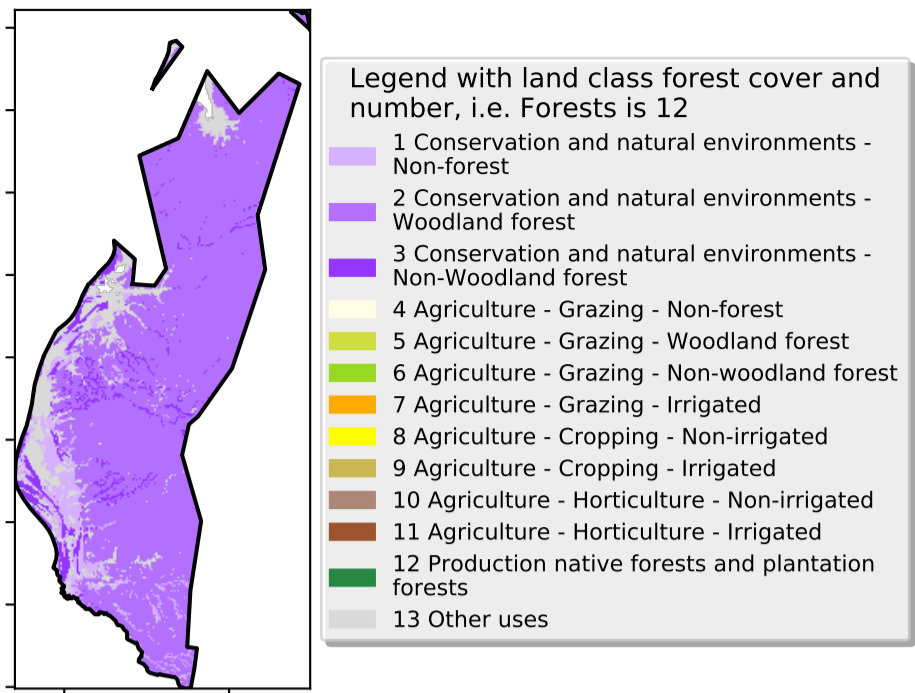 Legend with land class forest cover and
number, i.e. Forests is 12
1 Conservation and natural environments -
Non-forest
2 Conservation and natural environments -
Woodland forest
3 Conservation and natural environments -
Non-Woodland forest
4 Agriculture - Grazing - Non-forest
5 Agriculture - Grazing - Woodland forest
6 Agriculture - Grazing - Non-woodland forest
7 Agriculture - Grazing - Irrigated
8 Agriculture - Cropping - Non-irrigated
9 Agriculture - Cropping - Irrigated
10 Agriculture - Horticulture - Non-irrigated
11 Agriculture - Horticulture - Irrigated
12 Production native forests and plantation
forests
13 Other uses